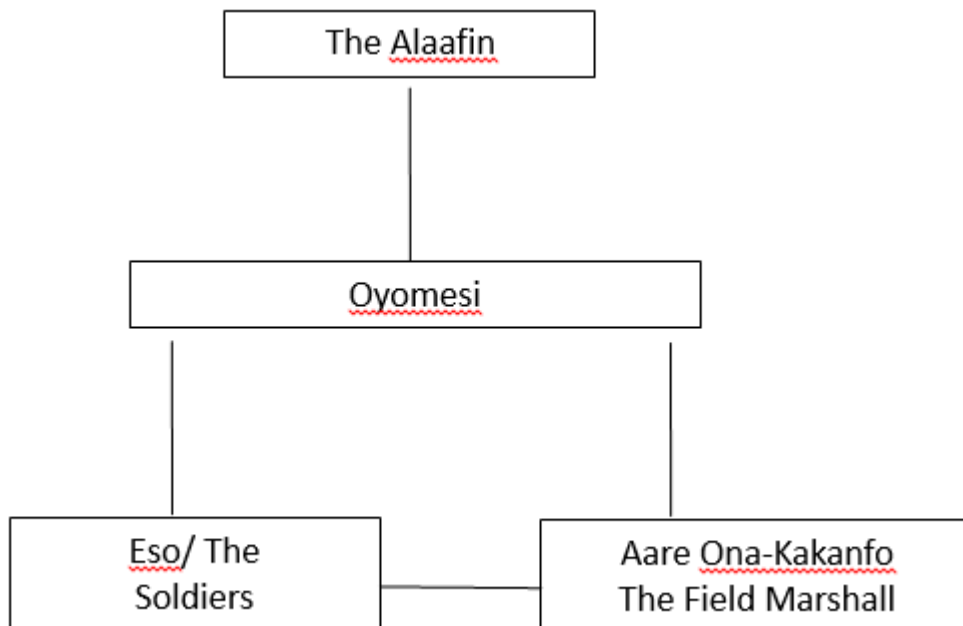 The Alaafin
Oyomesi
Eso/ The
Soldiers
Aare Ona-Kakanfo
The Field Marshall